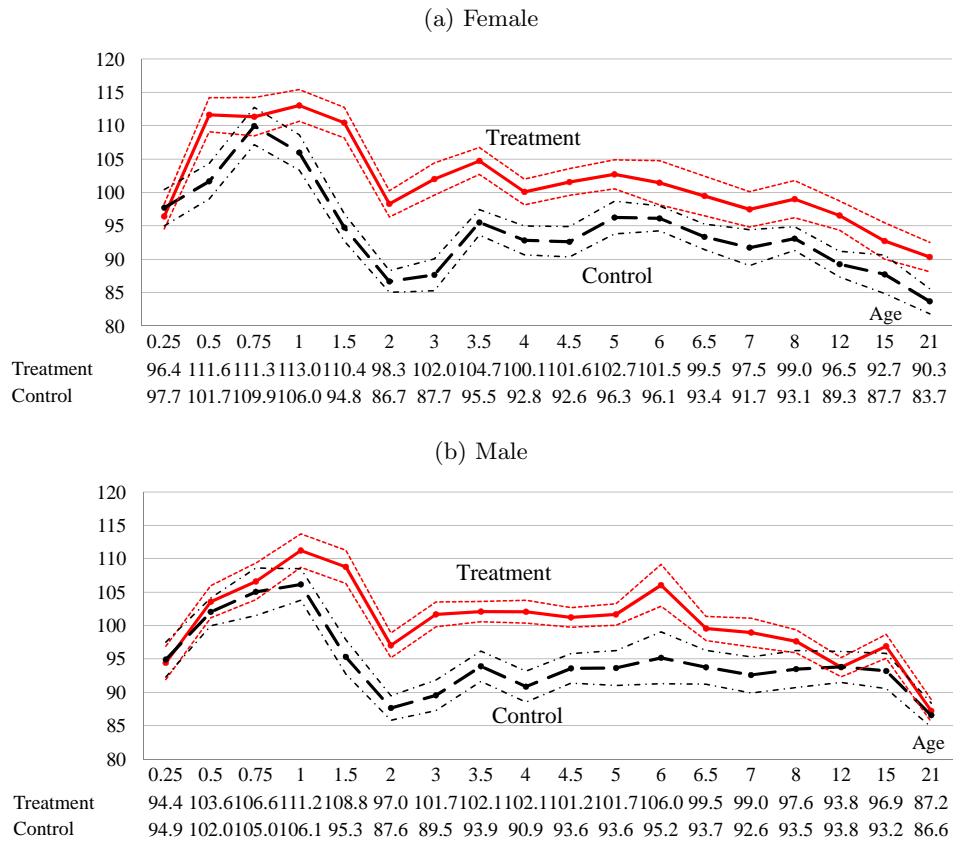 (a) Female
120
115
110
105
100
95
90
85
80
Treatment
Control
Age
0.25 0.5 0.75 1 1.5 2 3 3.5 4 4.5 5 6 6.5 7 8 12 15 21
Treatment 96.4 111.6 111.3 113.0 110.4 98.3 102.0 104.7 100.1 101.6 102.7 101.5 99.5 97.5 99.0 96.5 92.7 90.3
Control 97.7 101.7 109.9 106.0 94.8 86.7 87.7 95.5 92.8 92.6 96.3 96.1 93.4 91.7 93.1 89.3 87.7 83.7
(b) Male
120
115
110
105
100
95
90
85
80
Treatment
Control
Age
0.25 0.5 0.75 1 1.5 2 3 3.5 4 4.5 5 6 6.5 7 8 12 15 21
Treatment 94.4 103.6 106.6 111.2 108.8 97.0 101.7 102.1 102.1 101.2 101.7 106.0 99.5 99.0 97.6 93.8 96.9 87.2
Control 94.9 102.0 105.0 106.1 95.3 87.6 89.5 93.9 90.9 93.6 93.6 95.2 93.7 92.6 93.5 93.8 93.2 86.6